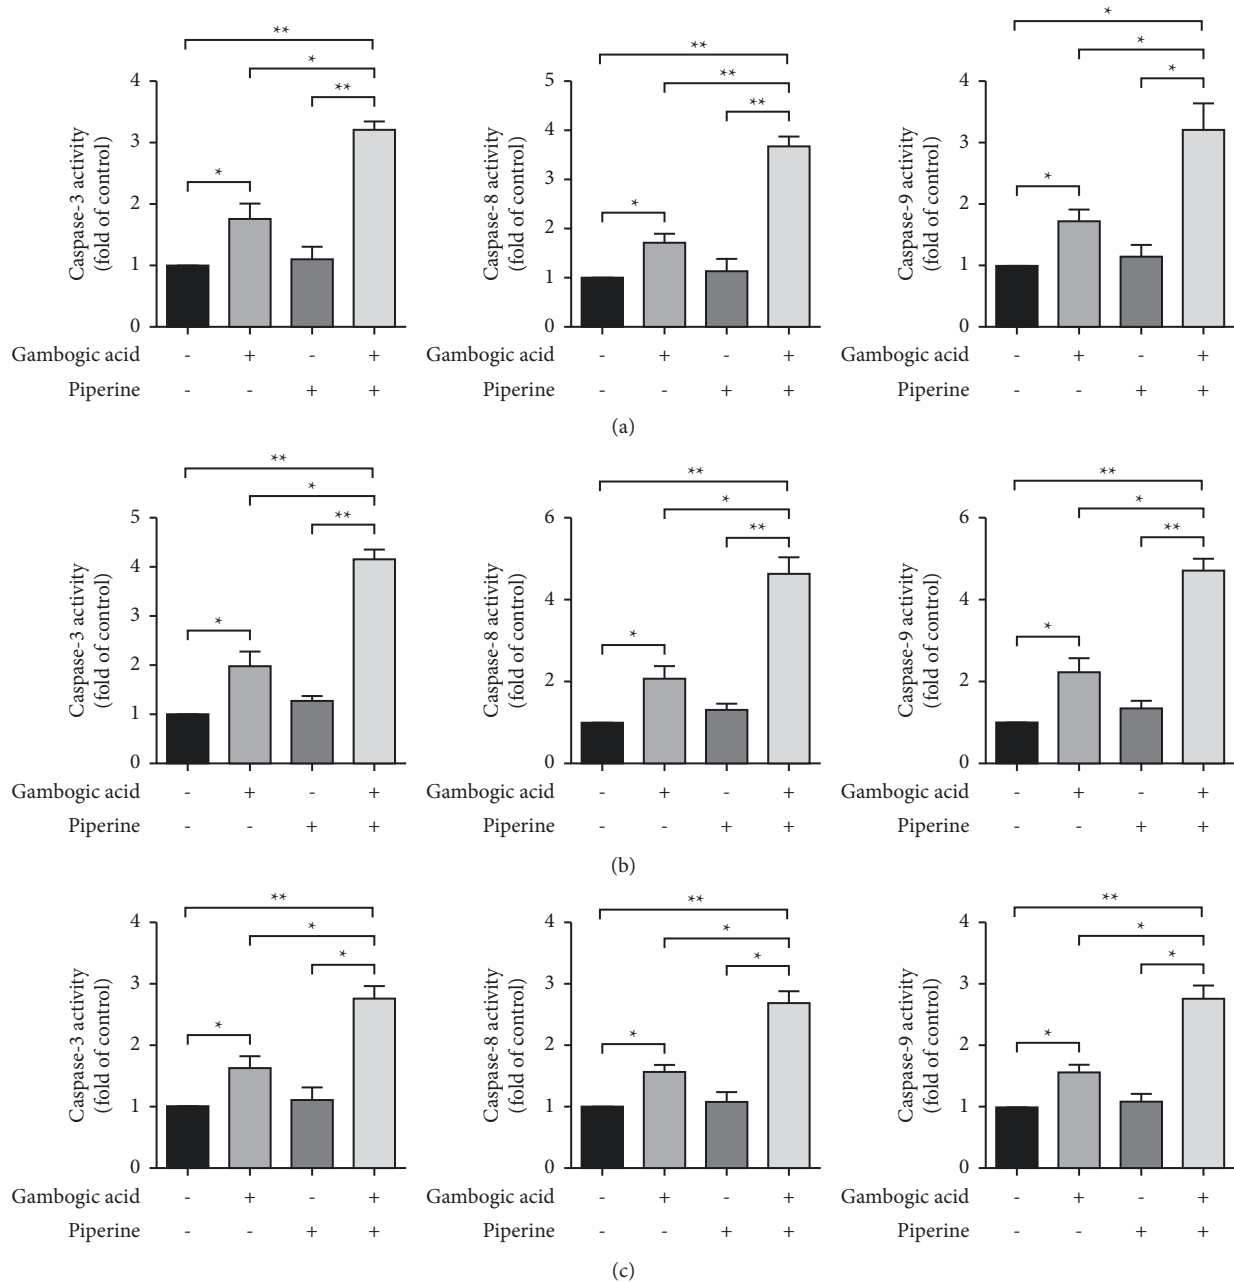 **
*
**
*
Caspase-3 activity
(fold of control)
4
3
2
1
0
Gambogic acid - + - +
Piperine - - + +
**
**
**
*
Caspase-8 activity
(fold of control)
5
4
3
2
1
0
Gambogic acid - + - +
Piperine - - + +
*
*
*
*
Caspase-9 activity
(fold of control)
4
3
2
1
0
Gambogic acid - + - +
Piperine - - + +
(a)
**
*
**
*
Caspase-3 activity
(fold of control)
5
4
3
2
1
0
Gambogic acid - + - +
Piperine - - + +
**
*
**
*
Caspase-8 activity
(fold of control)
6
4
2
0
Gambogic acid - + - +
Piperine - - + +
**
*
**
*
Caspase-9 activity
(fold of control)
6
4
2
0
Gambogic acid - + - +
Piperine - - + +
(b)
**
*
*
*
Caspase-3 activity
(fold of control)
4
3
2
1
0
Gambogic acid - + - +
Piperine - - + +
**
*
*
*
Caspase-8 activity
(fold of control)
4
3
2
1
0
Gambogic acid - + - +
Piperine - - + +
**
*
*
*
Caspase-9 activity
(fold of control)
4
3
2
1
0
Gambogic acid - + - +
Piperine - - + +
(c)